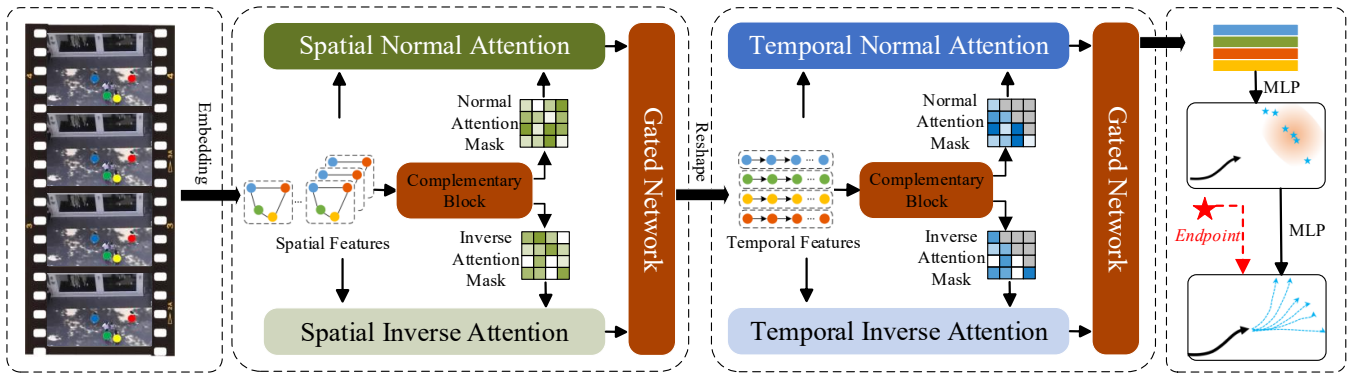 Embedding
Spatial Normal Attention
Normal
Attention
Mask
Complementary
Block
Spatial Features
Inverse
Attention
Mask
Spatial Inverse Attention
Gated Network
Reshape
Temporal Normal Attention
Normal
Attention
Mask
Complementary
Block
Temporal Features
Inverse
Attention
Mask
Temporal Inverse Attention
Gated Network
MLP
Endpoint
MLP